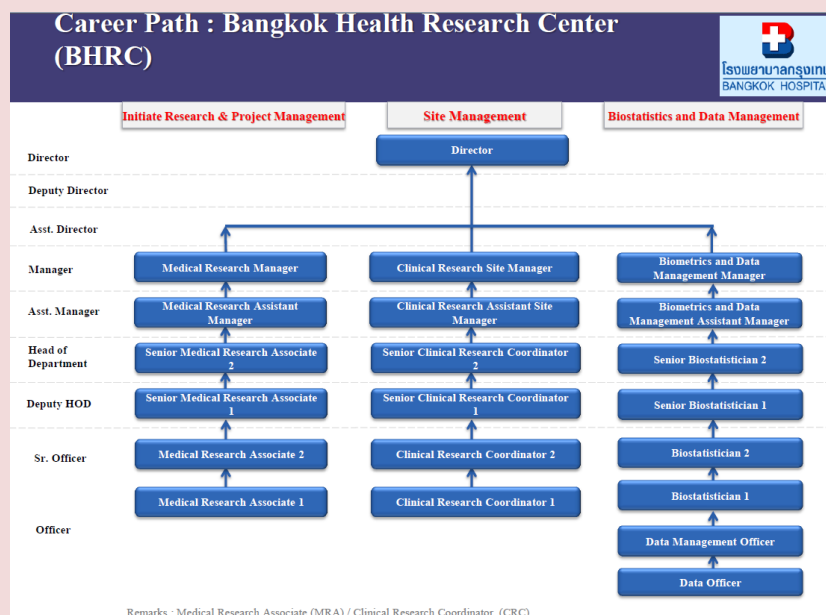 Career Path : Bangkok Health Research Center
(BHRC)
โรงพยาบาลกรุงเทพ
BANGKOK HOSPITA
Initiate Research & Project Management
Site Management
Biostatistics and Data Management
Director
Director
Deputy Director
Asst. Director
Manager
Medical Research Manager
Clinical Research Site Manager
Biometrics and Data
Management Manager
Asst. Manager
Medical Research Assistant
Manager
Clinical Research Assistant Site
Manager
Biometrics and Data
Management Assistant Manager
Head of
Department
Senior Medical Research Associate
2
Senior Clinical Research Coordinator
2
Senior Biostatistician 2
Deputy HOD
Senior Medical Research Associate
1
Senior Clinical Research Coordinator
1
Senior Biostatistician 1
Sr. Officer
Medical Research Associate 2
Clinical Research Coordinator 2
Biostatistician 2
Medical Research Associate 1
Clinical Research Coordinator 1
Biostatistician 1
Officer
Data Management Officer
Data Officer
Remarks : Medical Research Associate (MRA) / Clinical Research Coordinator (CRC)